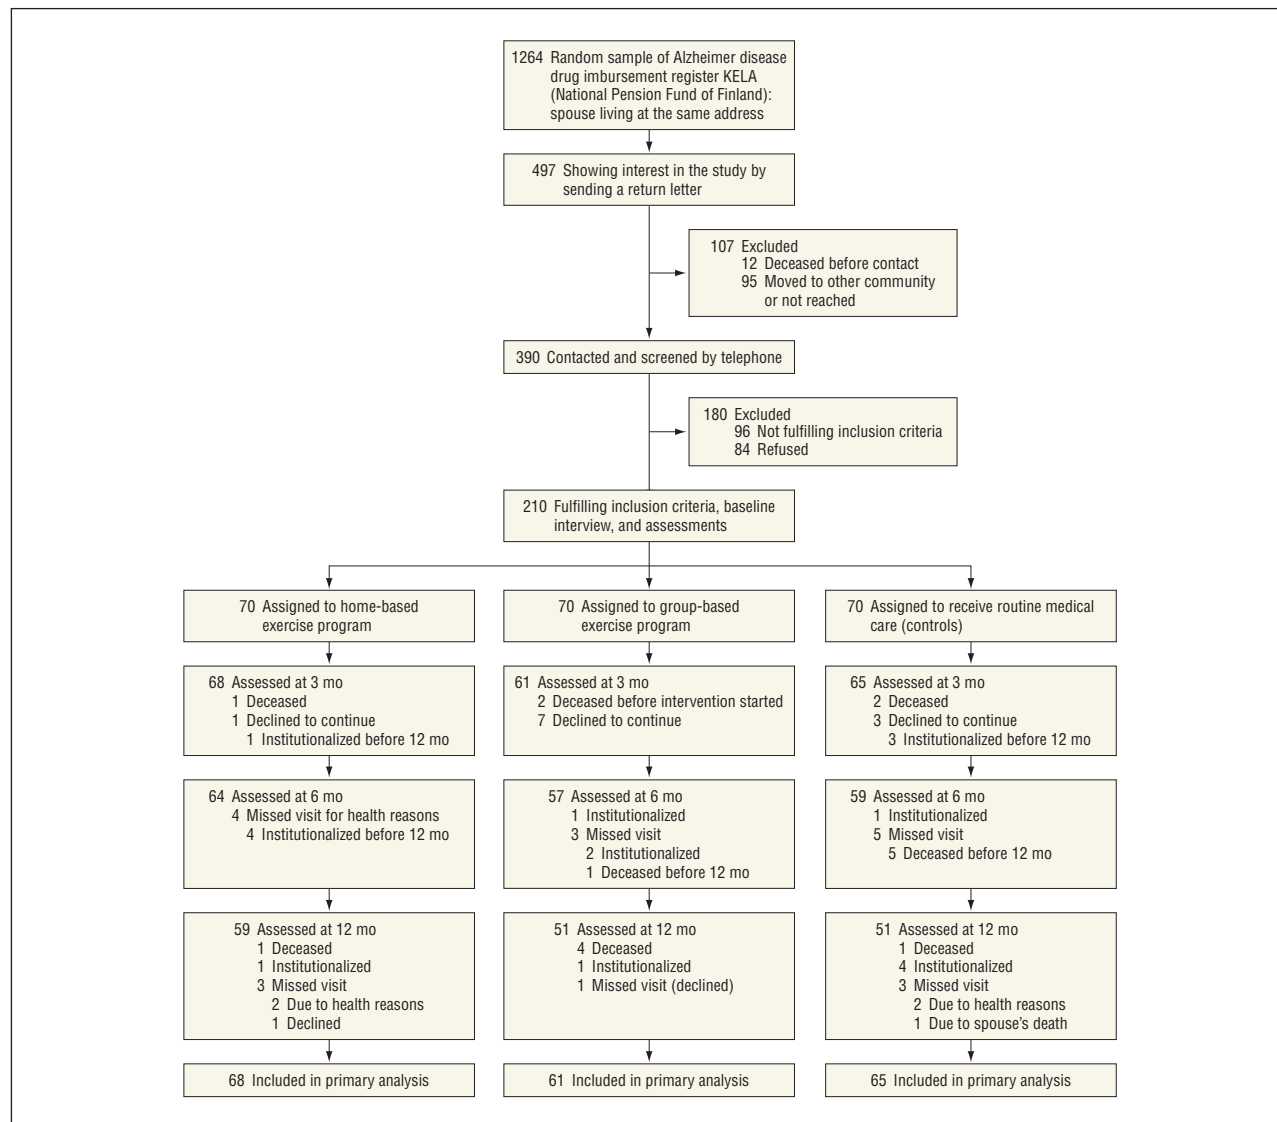 1264 Random sample of Alzheimer disease
drug imbursement register KELA
(National Pension Fund of Finland):
spouse living at the same address
497 Showing interest in the study by
sending a return letter
107 Excluded
12 Deceased before contact
95 Moved to other community
or not reached
390 Contacted and screened by telephone
180 Excluded
96 Not fulfilling inclusion criteria
84 Refused
210 Fulfilling inclusion criteria, baseline
interview, and assessments
70 Assigned to home-based
exercise program
70 Assigned to group-based
exercise program
70 Assigned to receive routine medical
care (controls)
68 Assessed at 3 mo
1 Deceased
1 Declined to continue
1 Institutionalized before 12 mo
61 Assessed at 3 mo
2 Deceased before intervention started
7 Declined to continue
65 Assessed at 3 mo
2 Deceased
3 Declined to continue
3 Institutionalized before 12 mo
64 Assessed at 6 mo
4 Missed visit for health reasons
4 Institutionalized before 12 mo
57 Assessed at 6 mo
1 Institutionalized
3 Missed visit
2 Institutionalized
1 Deceased before 12 mo
59 Assessed at 6 mo
1 Institutionalized
5 Missed visit
5 Deceased before 12 mo
59 Assessed at 12 mo
1 Deceased
1 Institutionalized
3 Missed visit
2 Due to health reasons
1 Declined
51 Assessed at 12 mo
4 Deceased
1 Institutionalized
1 Missed visit (declined)
51 Assessed at 12 mo
1 Deceased
4 Institutionalized
3 Missed visit
2 Due to health reasons
1 Due to spouse's death
68 Included in primary analysis
61 Included in primary analysis
65 Included in primary analysis